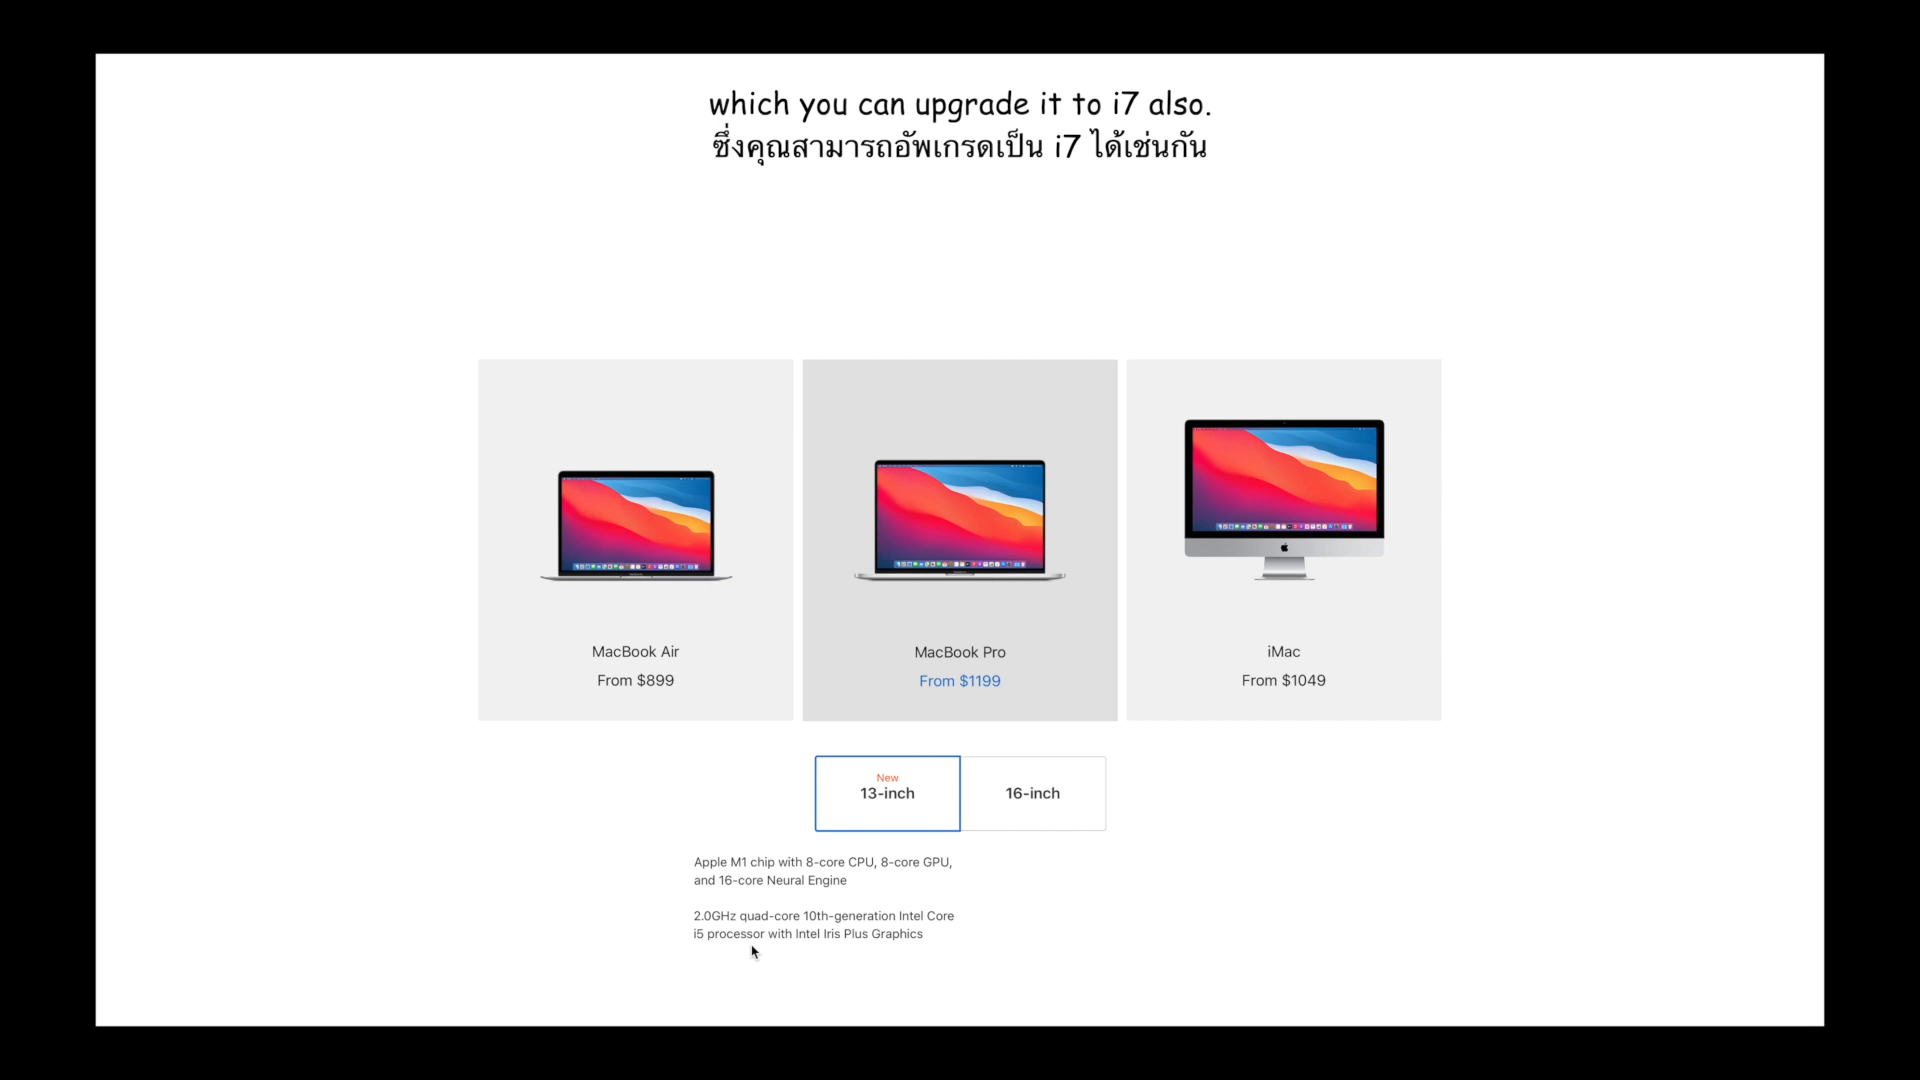 which you can upgrade it to i7 also.
ซึ่งคุณสามารถอัพเกรดเป็น i7 ได้เช่นกัน
MacBook Air
From $899
MacBook Pro
From $1199
iMac
From $1049
New
13-inch
16-inch
Apple M1 chip with 8-core CPU, 8-core GPU,
and 16-core Neural Engine
2.0GHz quad-core 10th-generation Intel Core
i5 processor with Intel Iris Plus Graphics